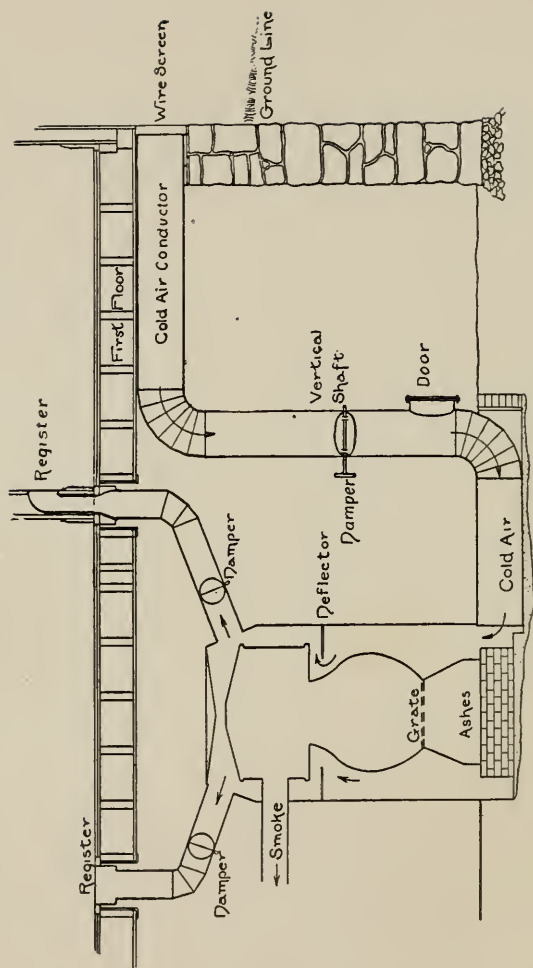 Register
Register
First Floor
Wire Screen
Cold Air Conductor
Ground Line
Damper
Damper
Smoke
Deflector
Vertical
Shaft
Damper
Door
Grate
Ashes
Cold Air